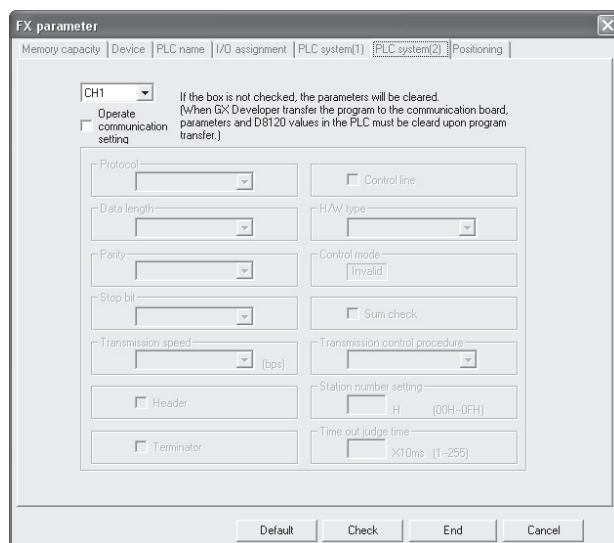 FX parameter
Memory capacity | Device | PLC name | I/O assignment | PLC system(1) | PLC system(2) | Positioning
CH1
If the box is not checked, the parameters will be cleared.
(When GX Developer transfer the program to the communication board,
parameters and D8120 values in the PLC must be cleard upon program
transfer.)
Operate
communication
setting
Protocol
Control line
Data length
H/W type
Parity
Control mode
Invalid
Stop bit
Sum check
Transmission speed
(bps)
Transmission control procedure
Header
Station number setting
H (00H--0FH)
Terminator
Time out judge time
X10ms (1--255)
Default
Check
End
Cancel